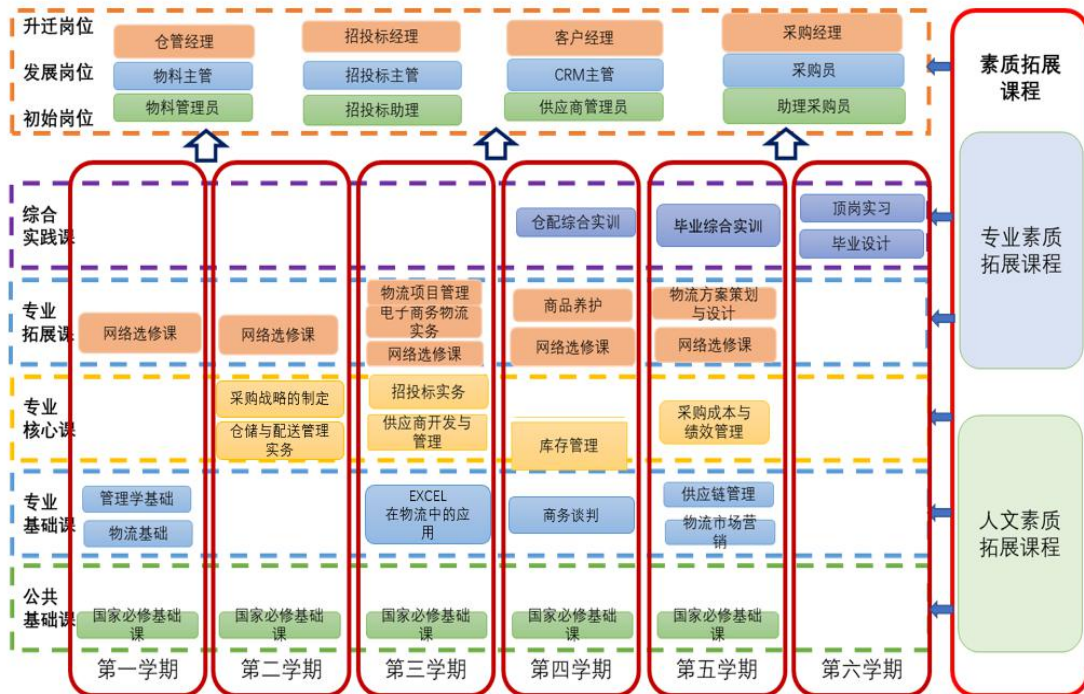 升迁岗位
仓管经理
招投标经理
客户经理
采购经理
发展岗位
物料主管
招投标主管
CRM主管
采购员
初始岗位
物料管理员
招投标助理
供应商管理员
助理采购员
素质拓展
课程
专业素质
拓展课程
人文素质
拓展课程
综合
实践课
仓配综合实训
毕业综合实训
顶岗实习
毕业设计
专业
拓展课
网络选修课
网络选修课
物流项目管理
电子商务物流
实务
网络选修课
商品养护
网络选修课
物流方案策划
与设计
网络选修课
专业
核心课
采购战略的制定
仓储与配送管理
实务
招投标实务
供应商开发与
管理
库存管理
采购成本与
绩效管理
专业
基础课
管理学基础
物流基础
EXCEL
在物流中的应
用
商务谈判
供应链管理
物流市场营
销
公共
基础课
国家必修基础
课
国家必修基础
课
国家必修基础
课
国家必修基础
课
国家必修基础
课
第一学期
第二学期
第三学期
第四学期
第五学期
第六学期